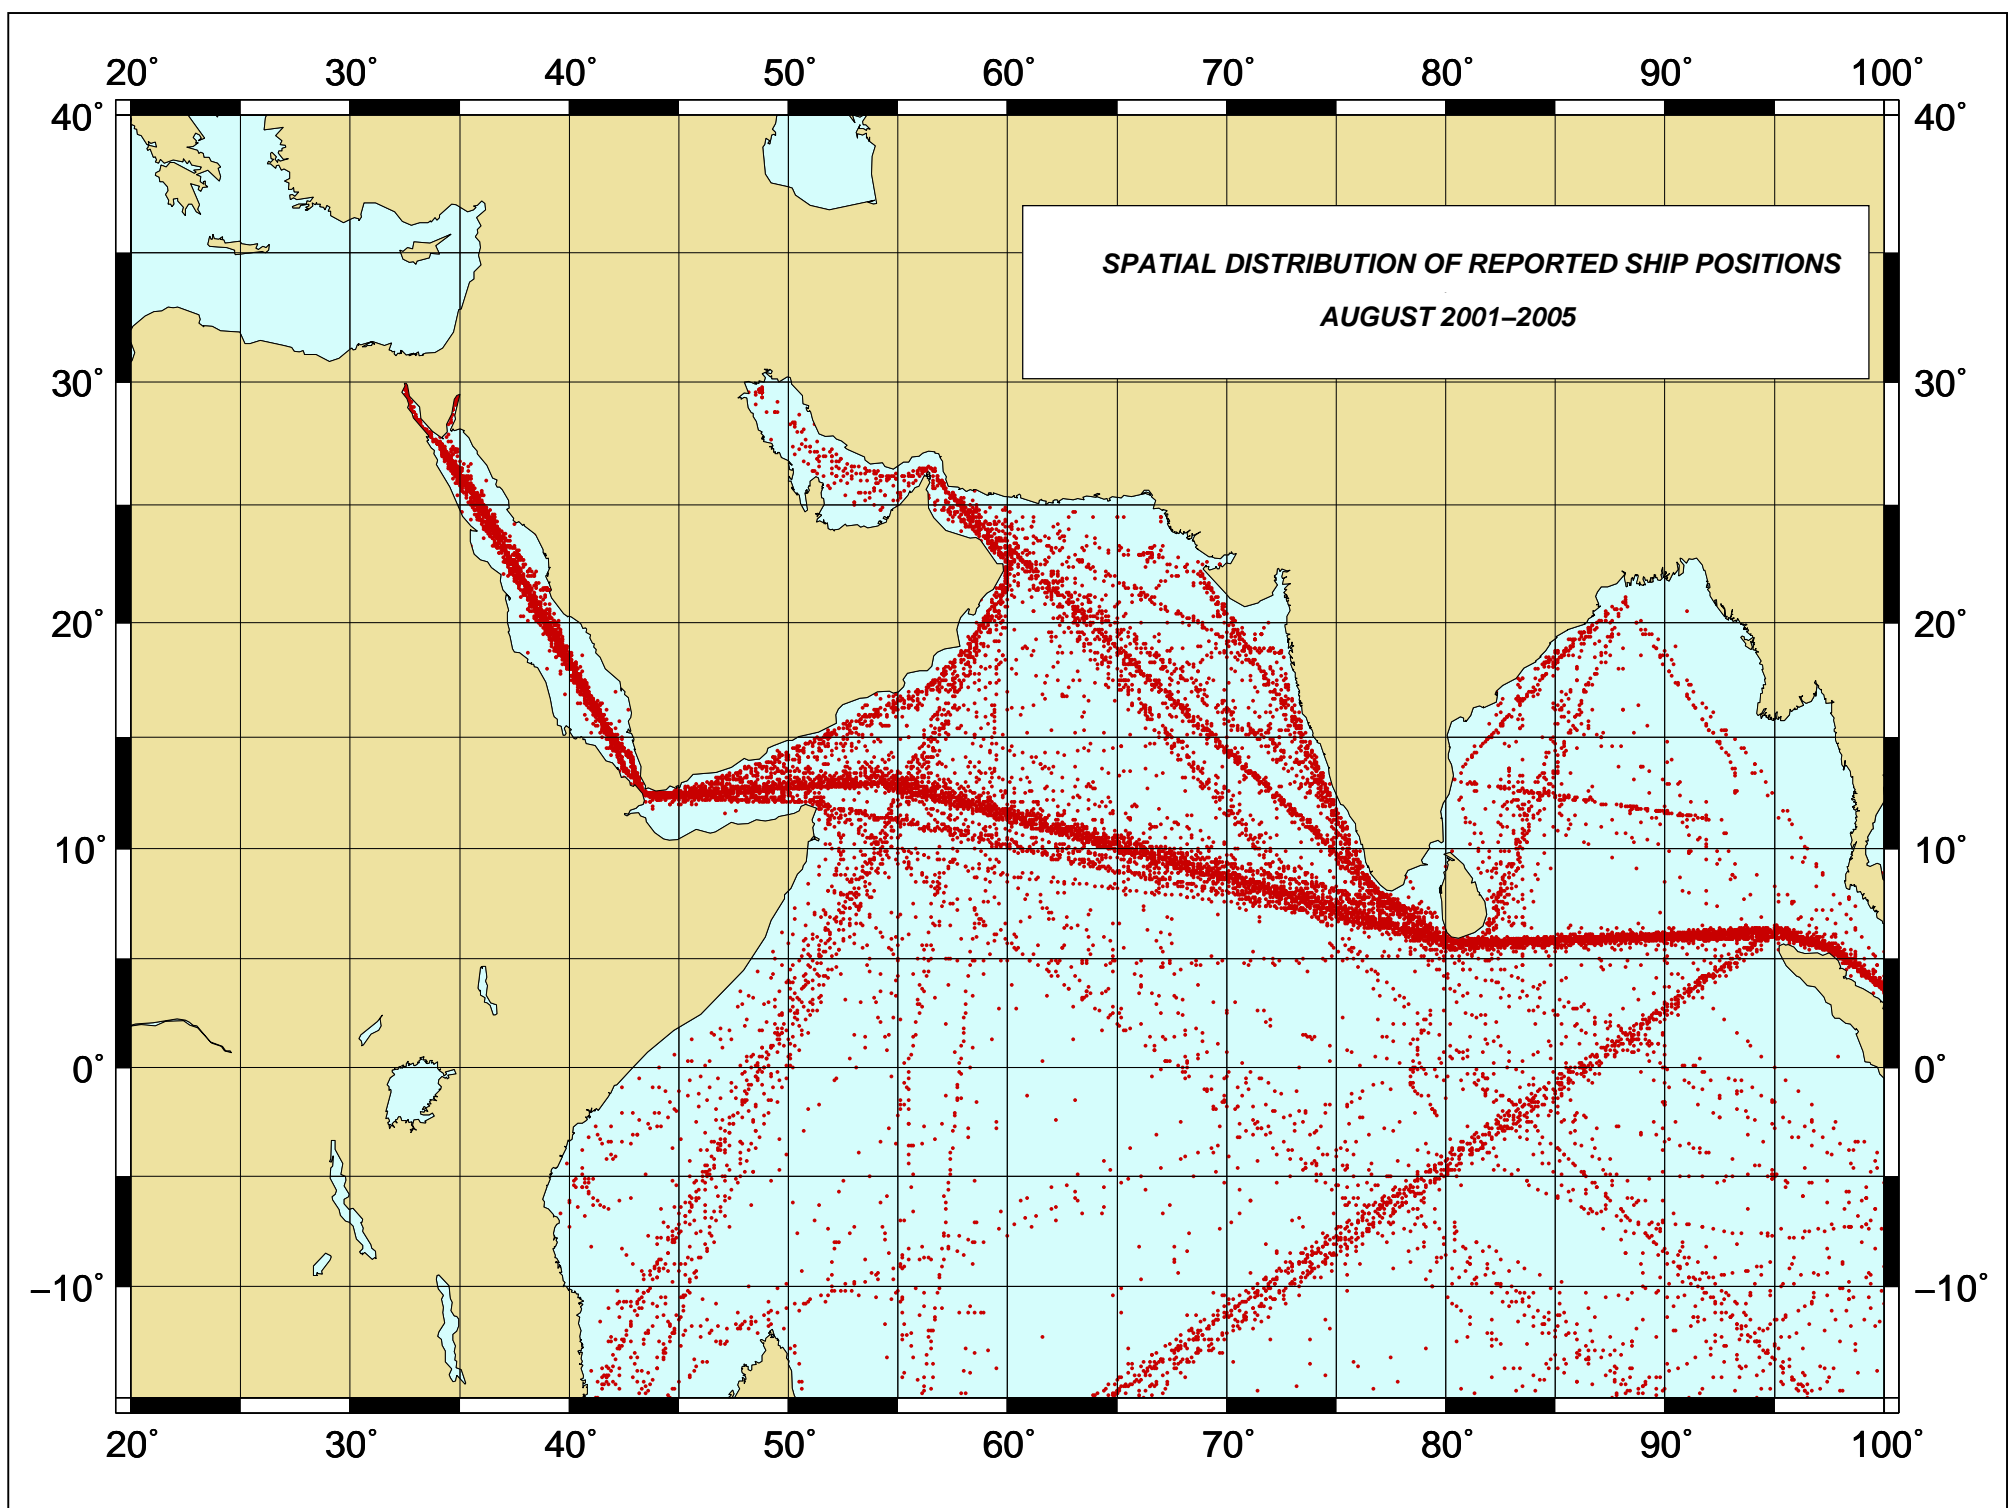 20° 30° 40° 50° 60° 70° 80° 90° 100°
40° 40°
SPATIAL DISTRIBUTION OF REPORTED SHIP POSITIONS
AUGUST 2001–2005
30° 30°
20° 20°
10° 10°
0° 0°
–10° –10°
20° 30° 40° 50° 60° 70° 80° 90° 100°